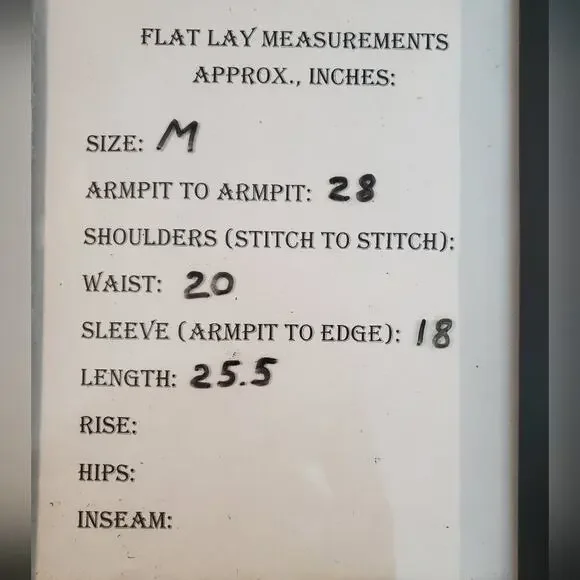 FLAT LAY MEASUREMENTS
APPROX., INCHES:
SIZE: M
ARMPIT TO ARMPIT: 28
SHOULDERS (STITCH TO STITCH):
WAIST: 20
SLEEVE (ARMPIT TO EDGE): 18
LENGTH: 25.5
RISE:
HIPS:
INSEAM: